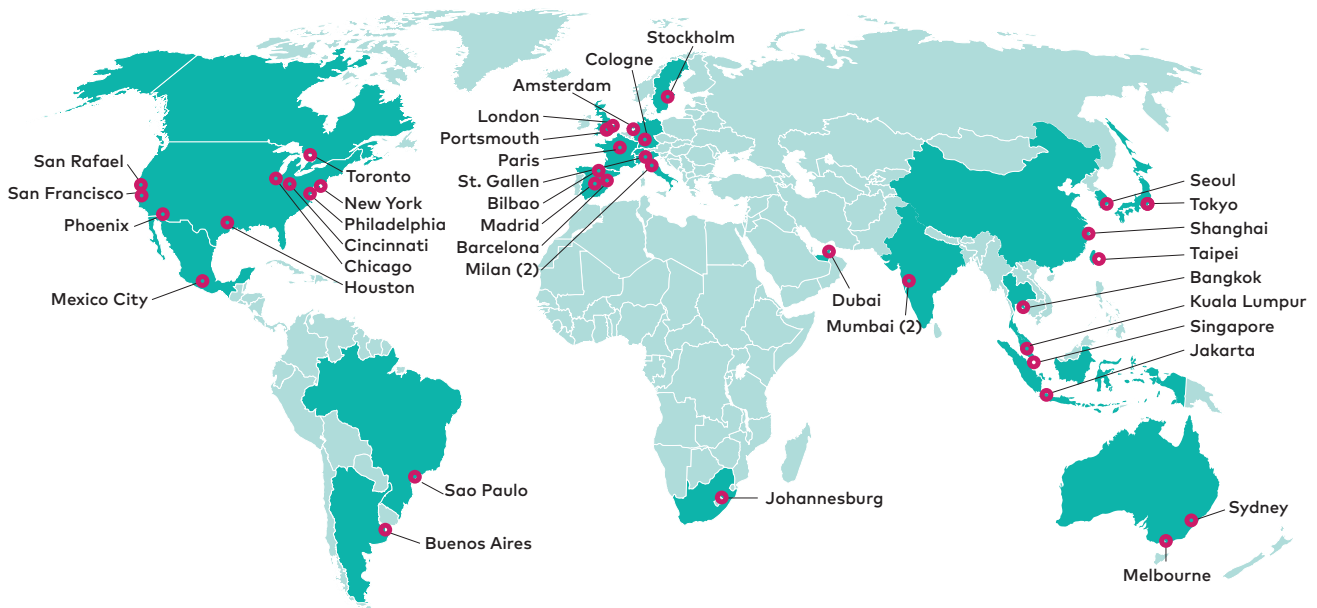 San Rafael
San Francisco
Phoenix
Mexico City
Toronto
New York
Philadelphia
Cincinnati
Chicago
Houston
Sao Paulo
Buenos Aires
Stockholm
Cologne
Amsterdam
London
Portsmouth
Paris
St. Gallen
Bilbao
Madrid
Barcelona
Milan (2)
Dubai
Mumbai (2)
Johannesburg
Seoul
Tokyo
Shanghai
Taipei
Bangkok
Kuala Lumpur
Singapore
Jakarta
Sydney
Melbourne